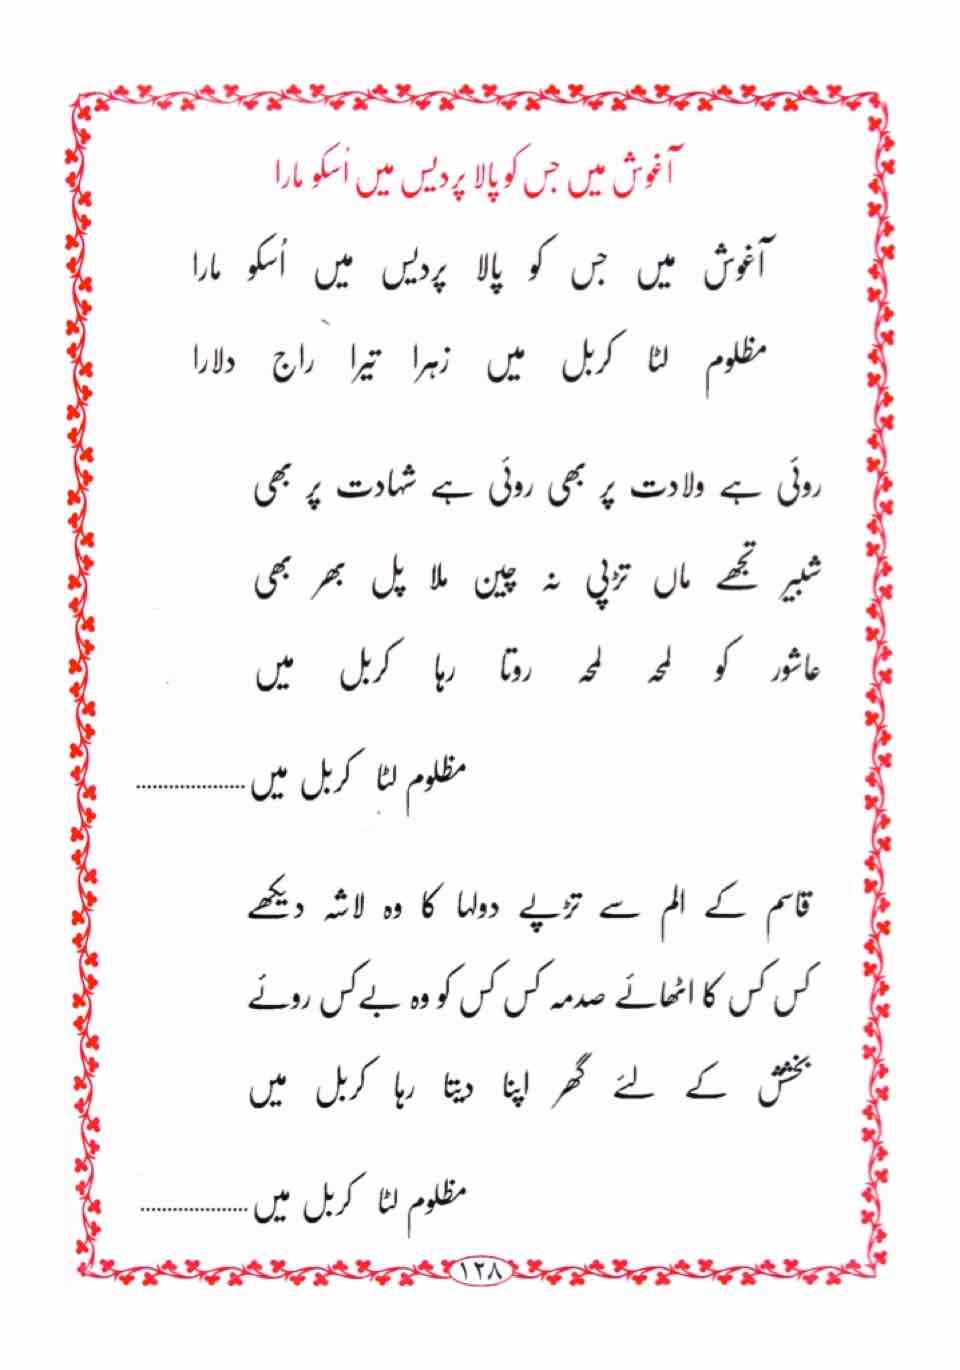 آغوش میں جس کو پالا پردیس میں اُسکو مارا
آغوش میں جس کو پالا پردیس میں اُسکو مارا
مظلوم لٹا کربل میں زہرا تیرا راج دلارا
روئی ہے ولادت پر بھی روئی ہے شہادت پر بھی
شبیر تجھے ماں تڑپی نہ چین ملا پل بھر بھی
عاشور کو لمحہ لمحہ روتا رہا کربل میں
مظلوم لٹا کربل میں ....................
قاسم کے الم سے تڑپے دولہا کا وہ لاشہ دیکھے
کس کس کا اٹھائے صدمہ کس کس کو وہ بےکس روئے
بخشش کے لئے گھر اپنا دیتا رہا کربل میں
مظلوم لٹا کربل میں ....................
۱۲۸